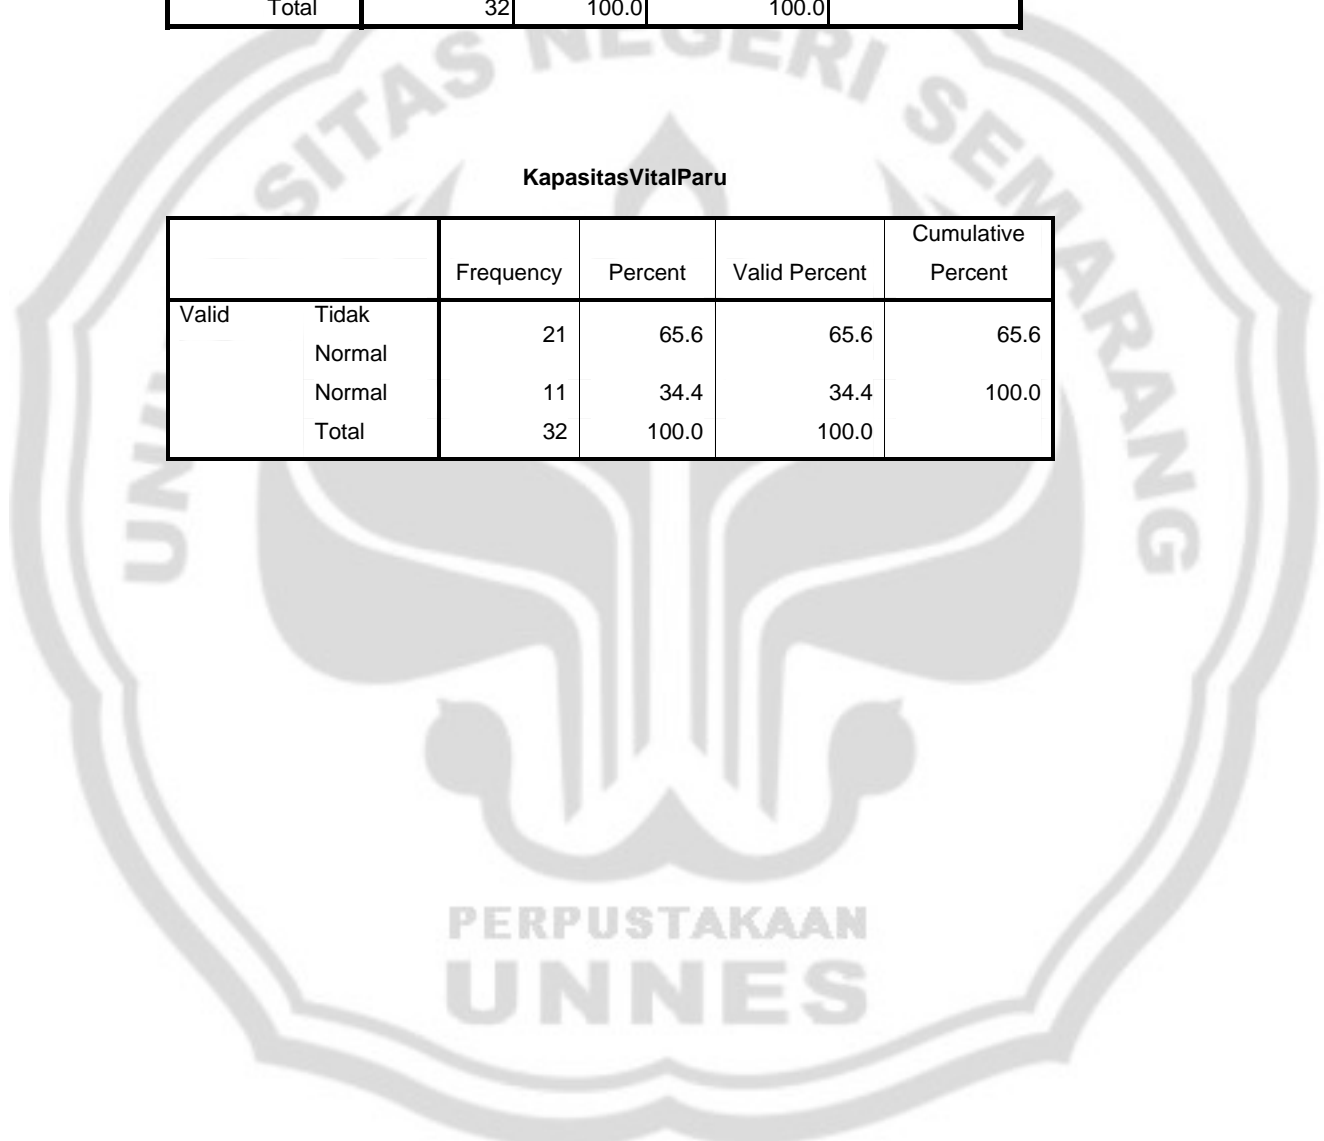 Total 32 100.0 100.0
KapasitasVitalParu
Cumulative
Frequency Percent Valid Percent Percent
Valid Tidak
Normal 21 65.6 65.6 65.6
Normal 11 34.4 34.4 100.0
Total 32 100.0 100.0
NEGERI SEMARANG
PERPUSTAKAAN
UNNES